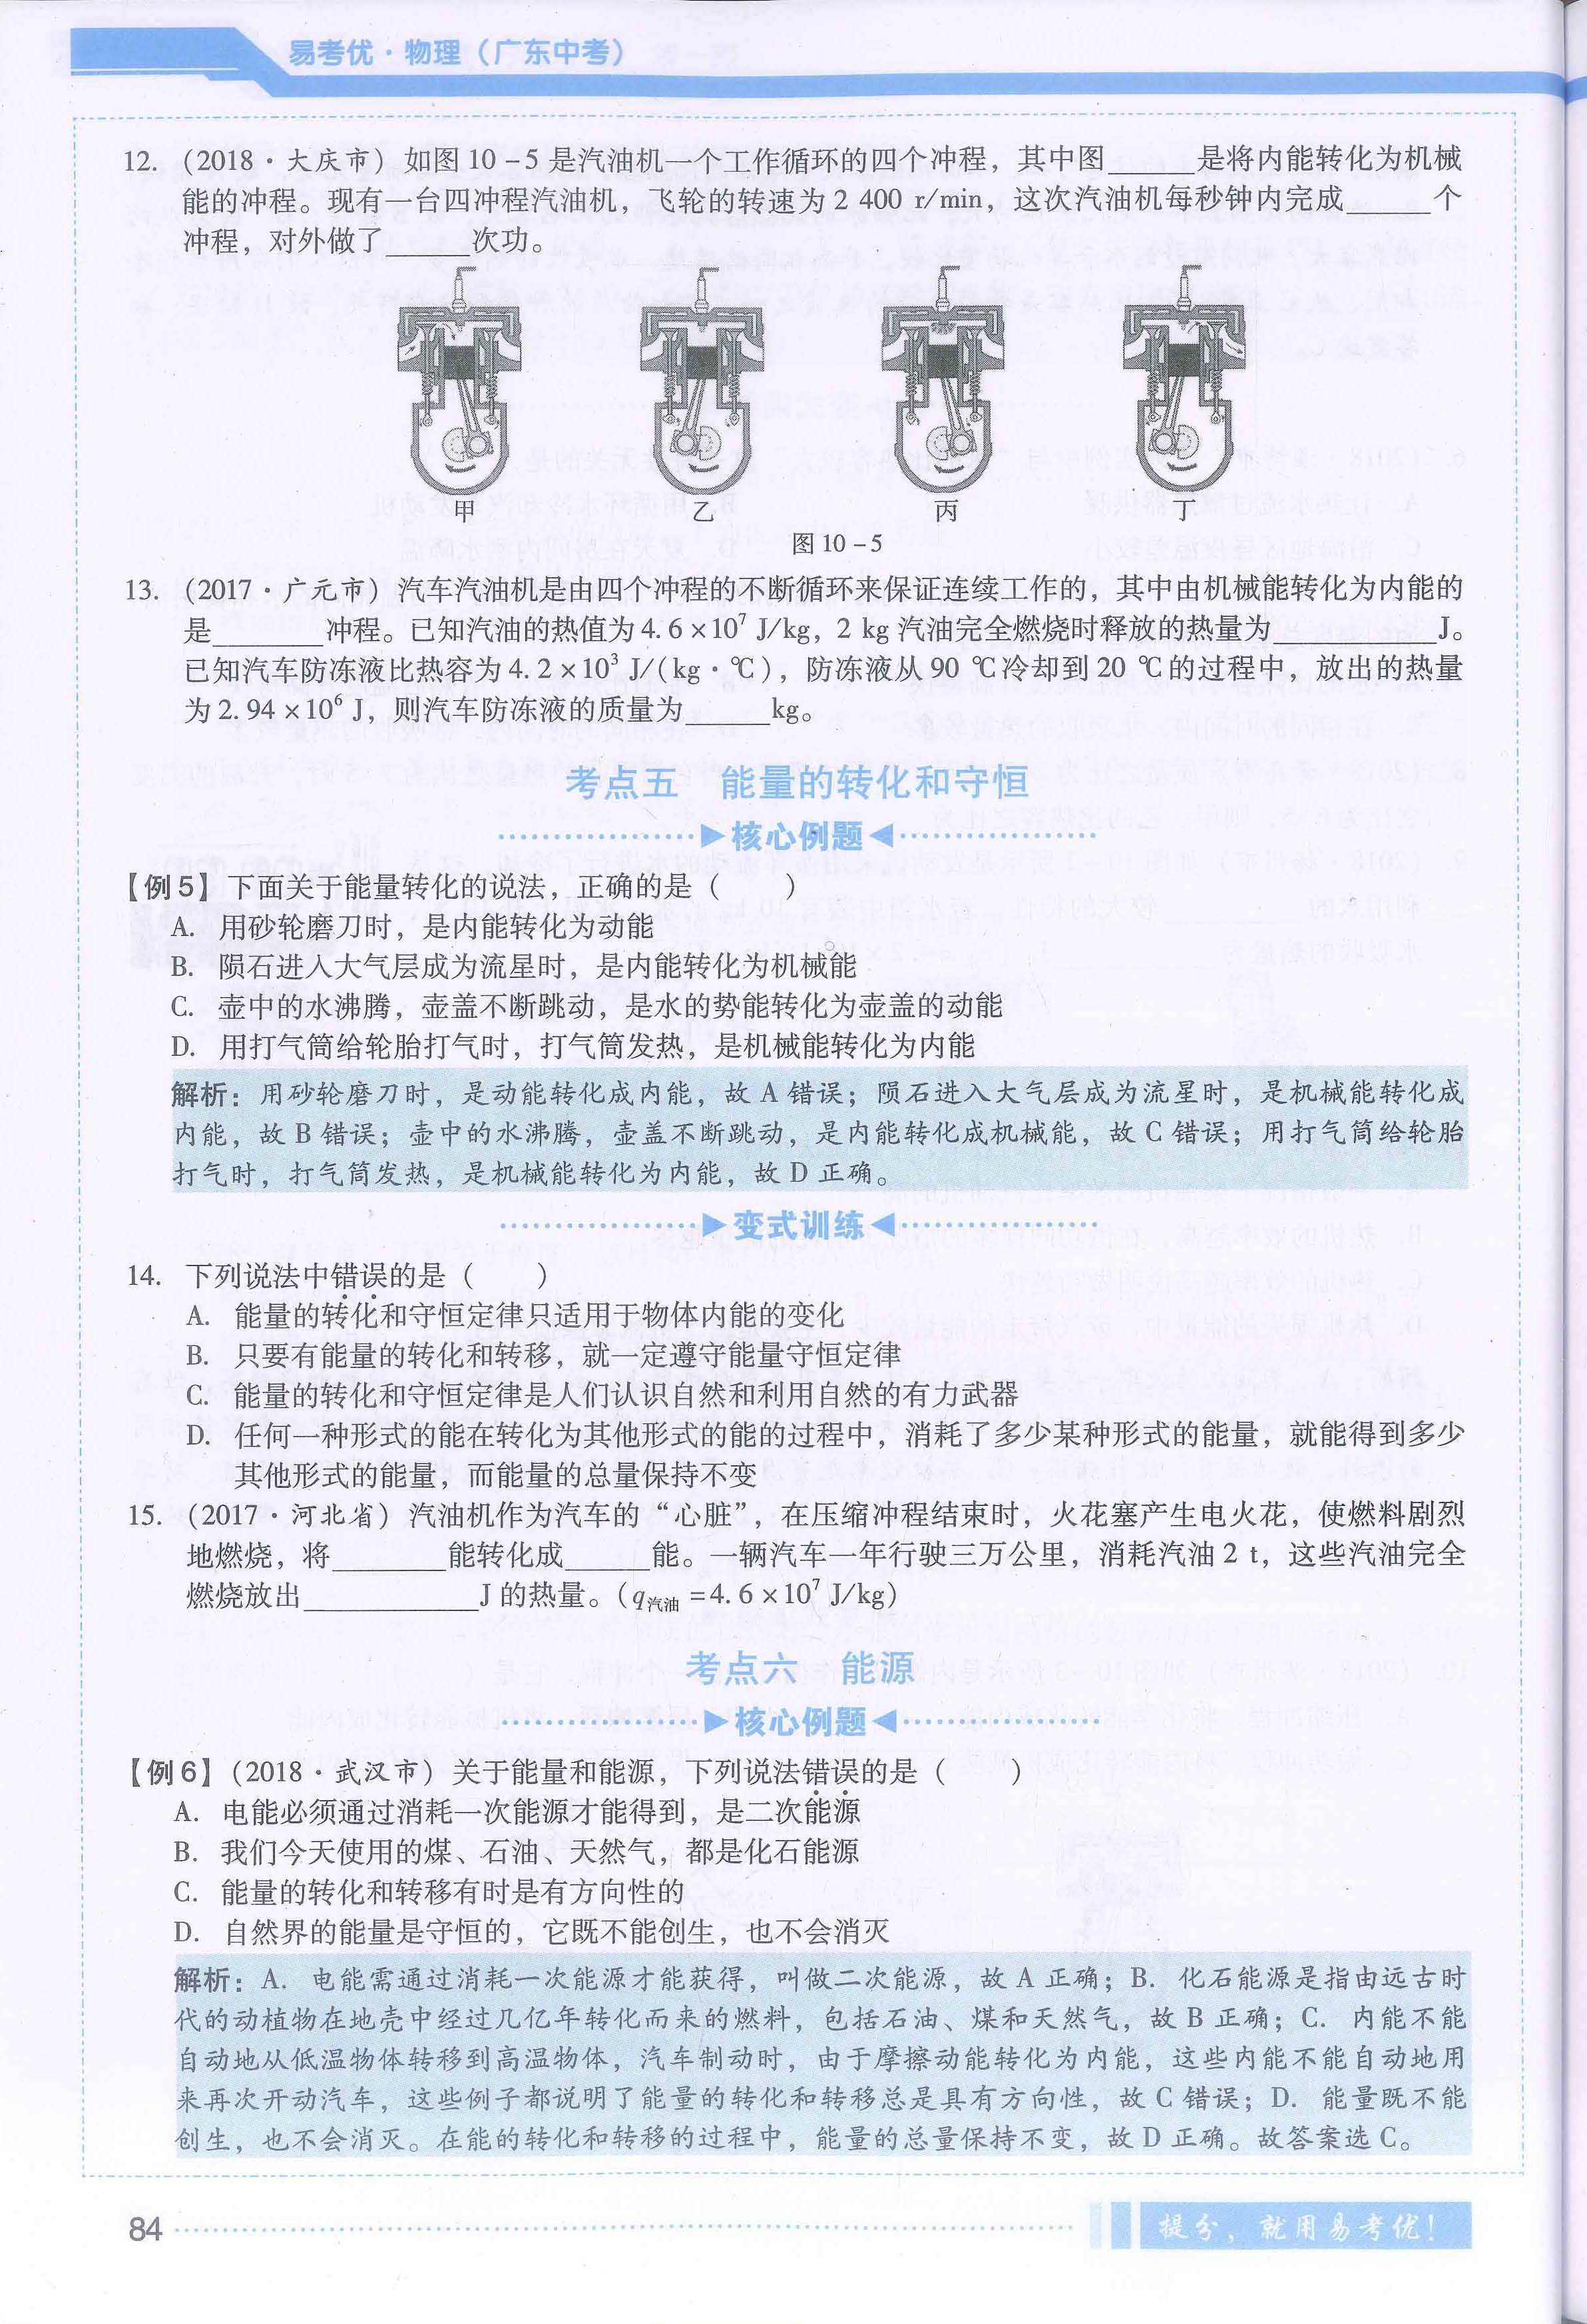 易考优·物理（广东中考）
12. （2018·大庆市）如图10－5是汽油机一个工作循环的四个冲程，其中图______是将内能转化为机械
能的冲程。现有一台四冲程汽油机，飞轮的转速为2 400 r/min，这次汽油机每秒钟内完成______个
冲程，对外做了______次功。
甲 乙 丙 丁
图10－5
13. （2017·广元市）汽车汽油机是由四个冲程的不断循环来保证连续工作的，其中由机械能转化为内能的
是________冲程。已知汽油的热值为4.6×10⁷ J/kg，2 kg汽油完全燃烧时释放的热量为____________J。
已知汽车防冻液比热容为4.2×10³ J/(kg·℃)，防冻液从90 ℃冷却到20 ℃的过程中，放出的热量
为2.94×10⁶ J，则汽车防冻液的质量为______kg。
考点五 能量的转化和守恒
核心例题
【例5】下面关于能量转化的说法，正确的是（ ）
A. 用砂轮磨刀时，是内能转化为动能
B. 陨石进入大气层成为流星时，是内能转化为机械能
C. 壶中的水沸腾，壶盖不断跳动，是水的势能转化为壶盖的动能
D. 用打气筒给轮胎打气时，打气筒发热，是机械能转化为内能
解析：用砂轮磨刀时，是动能转化成内能，故A错误；陨石进入大气层成为流星时，是机械能转化成
内能，故B错误；壶中的水沸腾，壶盖不断跳动，是内能转化成机械能，故C错误；用打气筒给轮胎
打气时，打气筒发热，是机械能转化为内能，故D正确。
变式训练
14. 下列说法中错误的是（ ）
A. 能量的转化和守恒定律只适用于物体内能的变化
B. 只要有能量的转化和转移，就一定遵守能量守恒定律
C. 能量的转化和守恒定律是人们认识自然和利用自然的有力武器
D. 任何一种形式的能在转化为其他形式的能的过程中，消耗了多少某种形式的能量，就能得到多少
其他形式的能量，而能量的总量保持不变
15. （2017·河北省）汽油机作为汽车的“心脏”，在压缩冲程结束时，火花塞产生电火花，使燃料剧烈
地燃烧，将________能转化成______能。一辆汽车一年行驶三万公里，消耗汽油2 t，这些汽油完全
燃烧放出____________J的热量。（q汽油=4.6×10⁷ J/kg）
考点六 能源
核心例题
【例6】（2018·武汉市）关于能量和能源，下列说法错误的是（ ）
A. 电能必须通过消耗一次能源才能得到，是二次能源
B. 我们今天使用的煤、石油、天然气，都是化石能源
C. 能量的转化和转移有时是有方向性的
D. 自然界的能量是守恒的，它既不能创生，也不会消灭
解析：A. 电能需通过消耗一次能源才能获得，叫做二次能源，故A正确；B. 化石能源是指由远古时
代的动植物在地壳中经过几亿年转化而来的燃料，包括石油、煤和天然气，故B正确；C. 内能不能
自动地从低温物体转移到高温物体，汽车制动时，由于摩擦动能转化为内能，这些内能不能自动地用
来再次开动汽车，这些例子都说明了能量的转化和转移总是具有方向性，故C错误；D. 能量既不能
创生，也不会消灭。在能的转化和转移的过程中，能量的总量保持不变，故D正确。故答案选C。
84
提分，就用易考优！